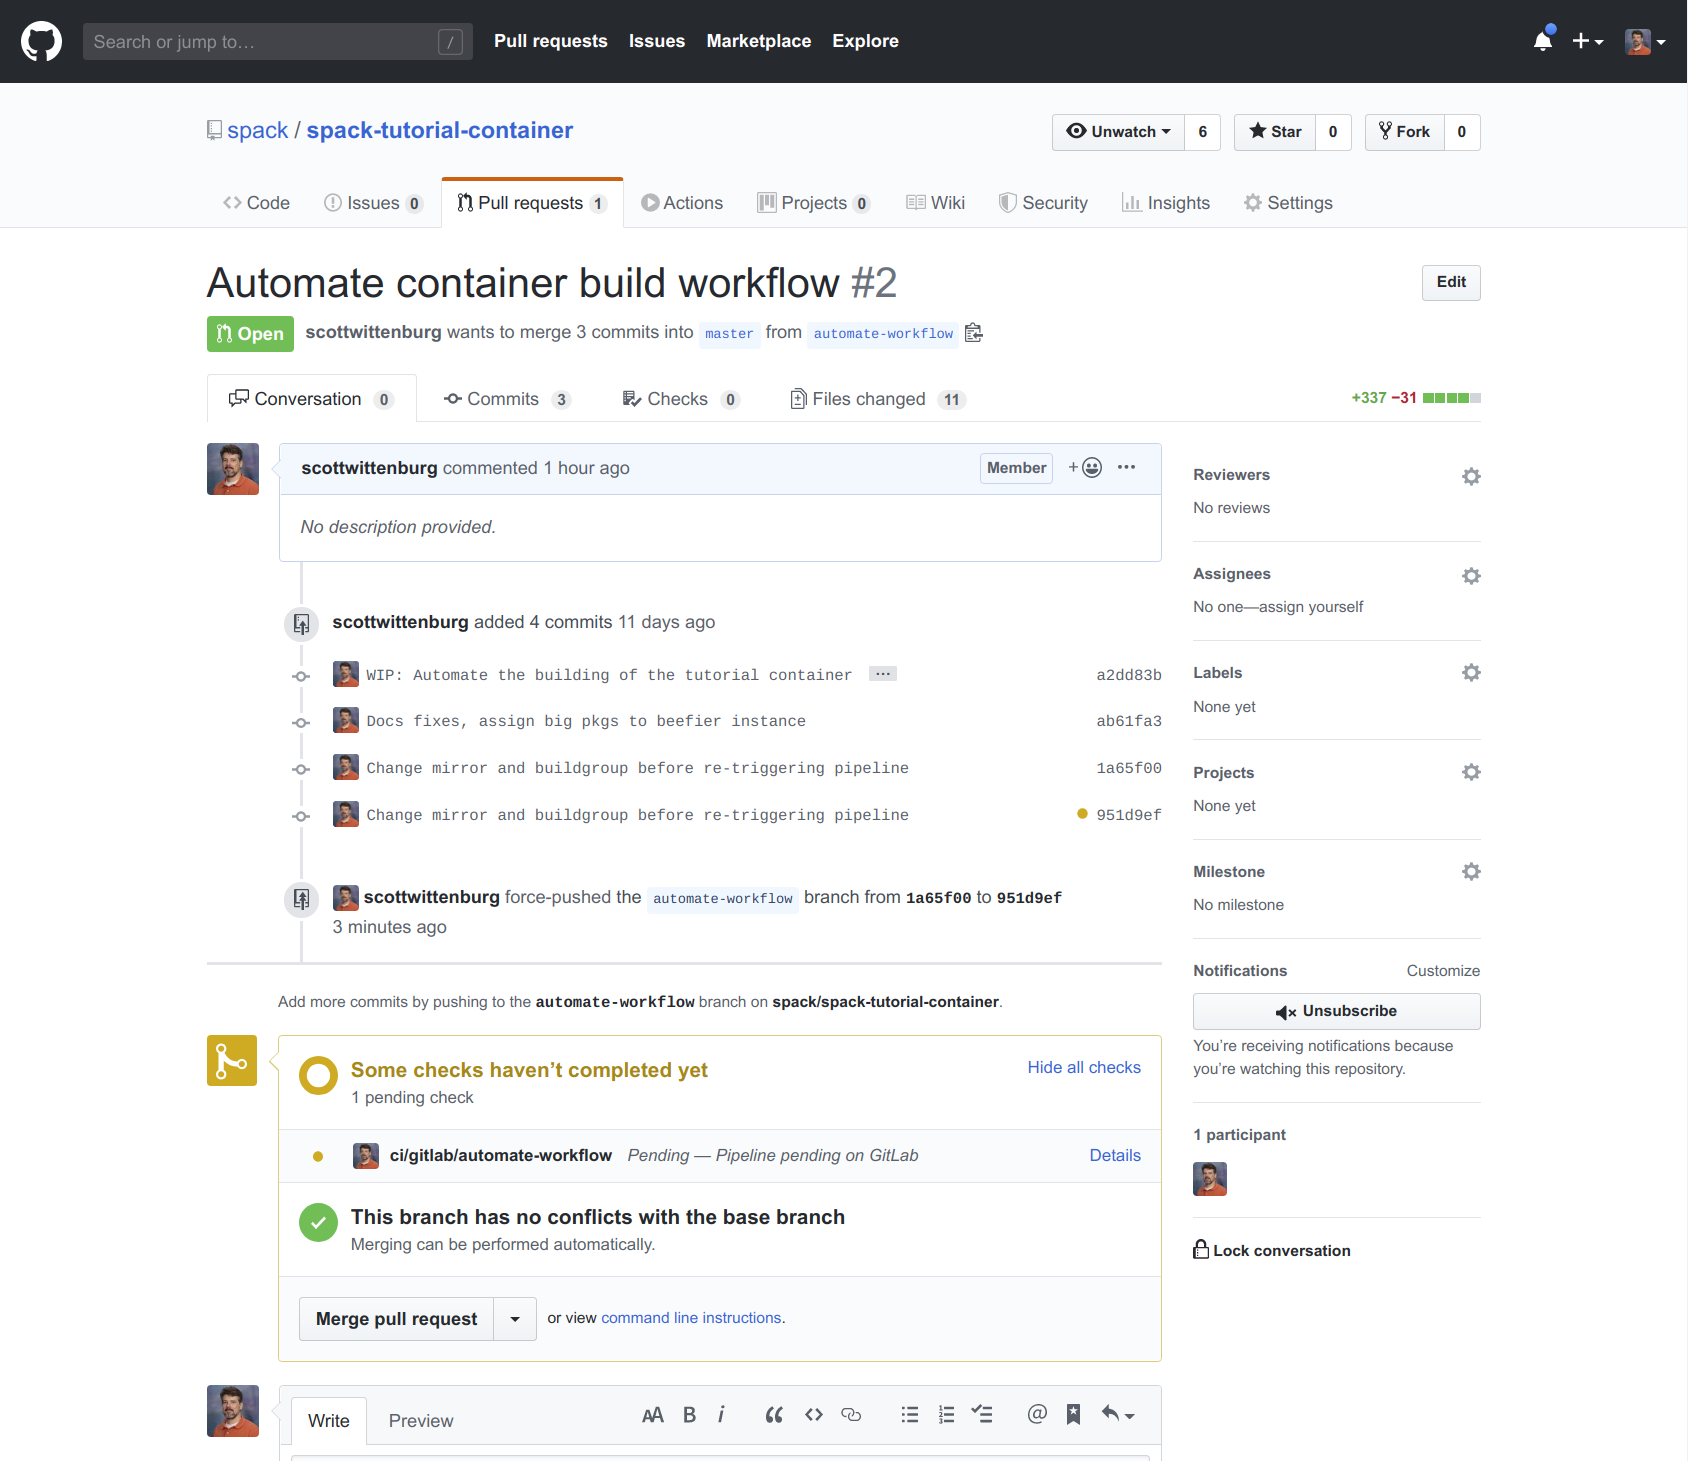 Search or jump to… /
Pull requests Issues Marketplace Explore
spack / spack-tutorial-container
Unwatch 6 Star 0 Fork 0
Code Issues 0 Pull requests 1 Actions Projects 0 Wiki Security Insights Settings
Automate container build workflow #2
Edit
Open scottwittenburg wants to merge 3 commits into master from automate-workflow
Conversation 0 Commits 3 Checks 0 Files changed 11
+337 −31
scottwittenburg commented 1 hour ago
Member
No description provided.
scottwittenburg added 4 commits 11 days ago
WIP: Automate the building of the tutorial container … a2dd83b
Docs fixes, assign big pkgs to beefier instance ab61fa3
Change mirror and buildgroup before re-triggering pipeline 1a65f00
Change mirror and buildgroup before re-triggering pipeline 951d9ef
scottwittenburg force-pushed the automate-workflow branch from 1a65f00 to 951d9ef
3 minutes ago
Add more commits by pushing to the automate-workflow branch on spack/spack-tutorial-container.
Some checks haven’t completed yet
Hide all checks
1 pending check
ci/gitlab/automate-workflow Pending — Pipeline pending on GitLab
Details
This branch has no conflicts with the base branch
Merging can be performed automatically.
Merge pull request
or view command line instructions.
Write Preview
AA B i
Reviewers
No reviews
Assignees
No one—assign yourself
Labels
None yet
Projects
None yet
Milestone
No milestone
Notifications
Customize
Unsubscribe
You’re receiving notifications because
you’re watching this repository.
1 participant
Lock conversation